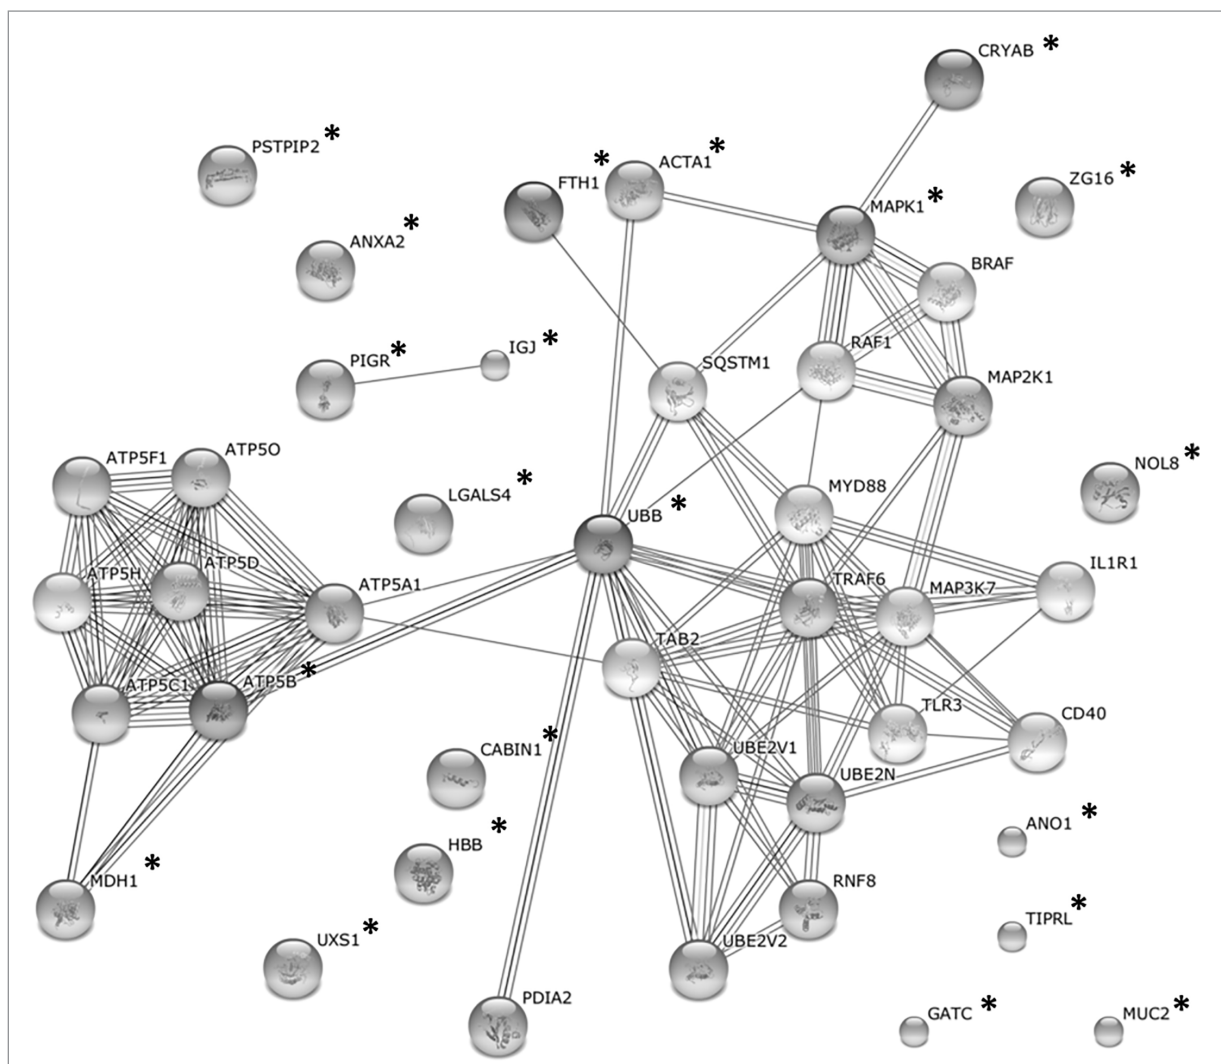 CRYAB *
PSTPIP2 *
FTH1 *
ACTA1 *
ZG16 *
MAPK1 *
ANXA2 *
BRAF
IGJ *
PIGR *
RAF1
SQSTM1
MAP2K1
ATP5F1
ATP5O
NOL8 *
LGALS4 *
MYD88
UBB *
ATP5H
ATP5D
ATP5A1
TRAF6
MAP3K7
IL1R1
TAB2
ATP5C1
ATP5B *
TLR3
CD40
CABIN1 *
UBE2V1
UBE2N
ANO1 *
HBB *
MDH1 *
RNF8
TIPRL *
UXS1 *
UBE2V2
PDIA2
GATC *
MUC2 *